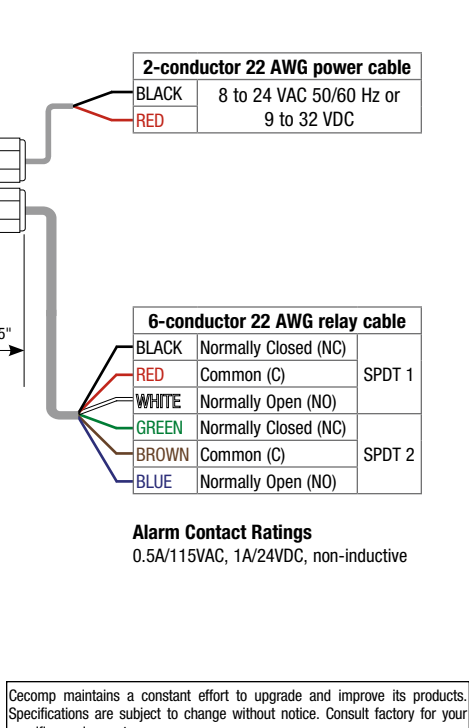 2-conductor 22 AWG power cable
BLACK
RED
8 to 24 VAC 50/60 Hz or
9 to 32 VDC
5"
6-conductor 22 AWG relay cable
BLACK Normally Closed (NC)
RED Common (C) SPDT 1
WHITE Normally Open (NO)
GREEN Normally Closed (NC)
BROWN Common (C) SPDT 2
BLUE Normally Open (NO)
Alarm Contact Ratings
0.5A/115VAC, 1A/24VDC, non-inductive
Cecomp maintains a constant effort to upgrade and improve its products.
Specifications are subject to change without notice. Consult factory for your